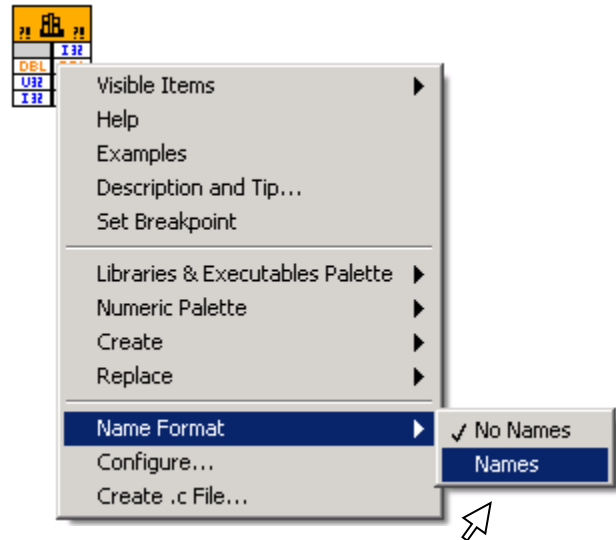 ?! ?!
I32
DBL
U32
I32
Visible Items
Help
Examples
Description and Tip...
Set Breakpoint
Libraries & Executables Palette
Numeric Palette
Create
Replace
Name Format
✓ No Names
Names
Configure...
Create .c File...